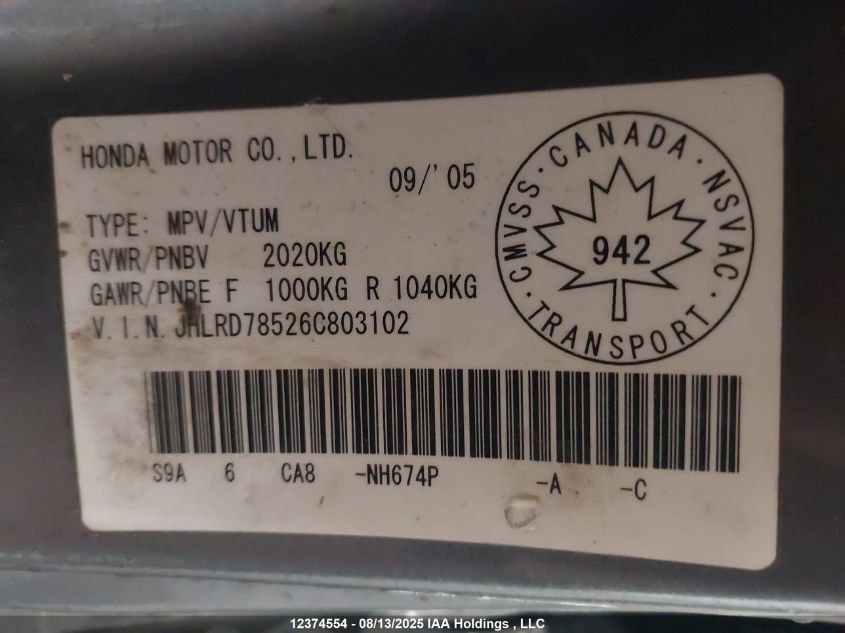 HONDA MOTOR CO.,LTD.
09/'05
TYPE: MPV/VTUM
GVWR/PNBV 2020KG
GAWR/PNBE F 1000KG R 1040KG
V.I.N.JHLRD78526C803102
CMVSS · CANADA · NSVAC · TRANSPORT ·
942
S9A 6 CA8 -NH674P -A -C
12374554 - 08/13/2025 IAA Holdings , LLC